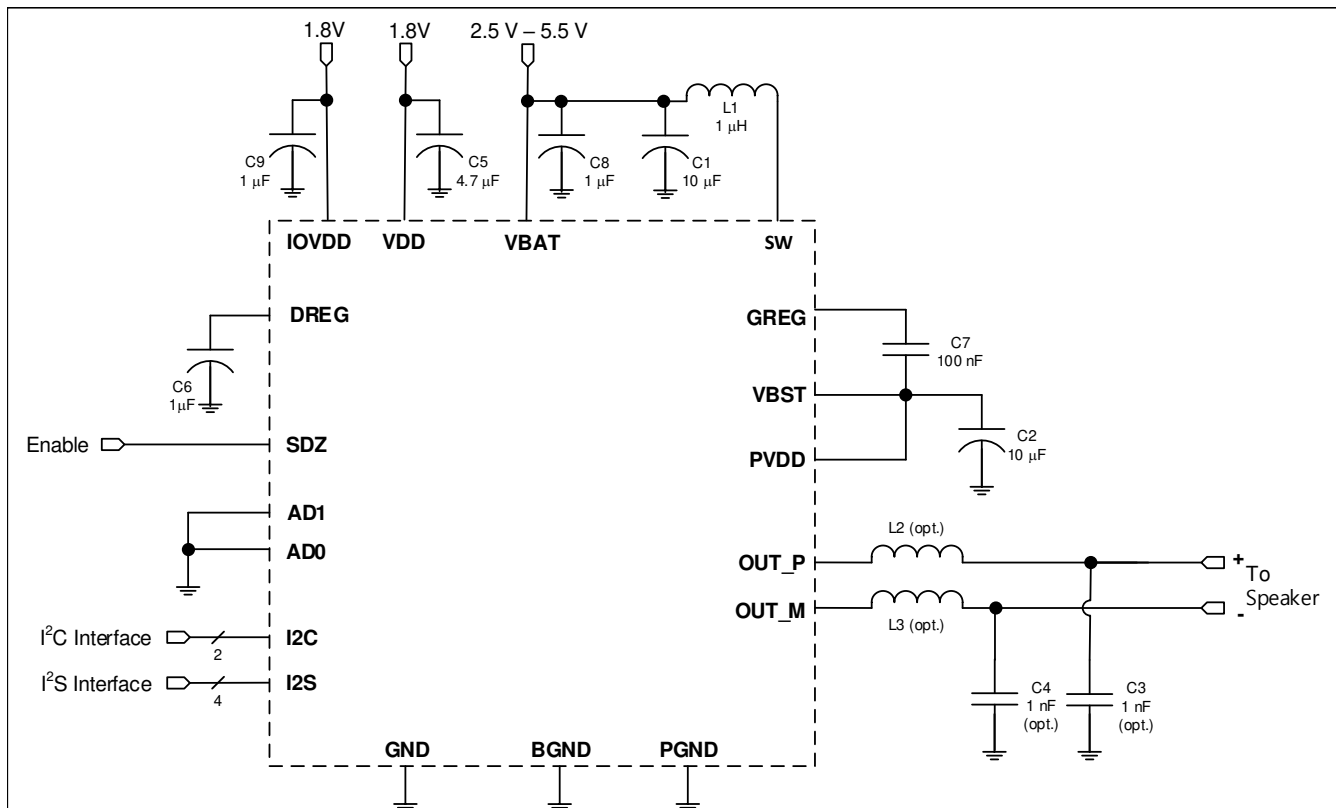 1.8V
1.8V
2.5 V – 5.5 V
L1
1 μH
C9
1 μF
C5
4.7 μF
C8
1 μF
C1
10 μF
IOVDD
VDD
VBAT
SW
DREG
GREG
C7
100 nF
C6
1μF
VBST
Enable
SDZ
PVDD
C2
10 μF
AD1
AD0
L2 (opt.)
OUT_P
+
To
Speaker
-
OUT_M
L3 (opt.)
I²C Interface
2
I2C
I²S Interface
4
I2S
C4
1 nF
(opt.)
C3
1 nF
(opt.)
GND
BGND
PGND